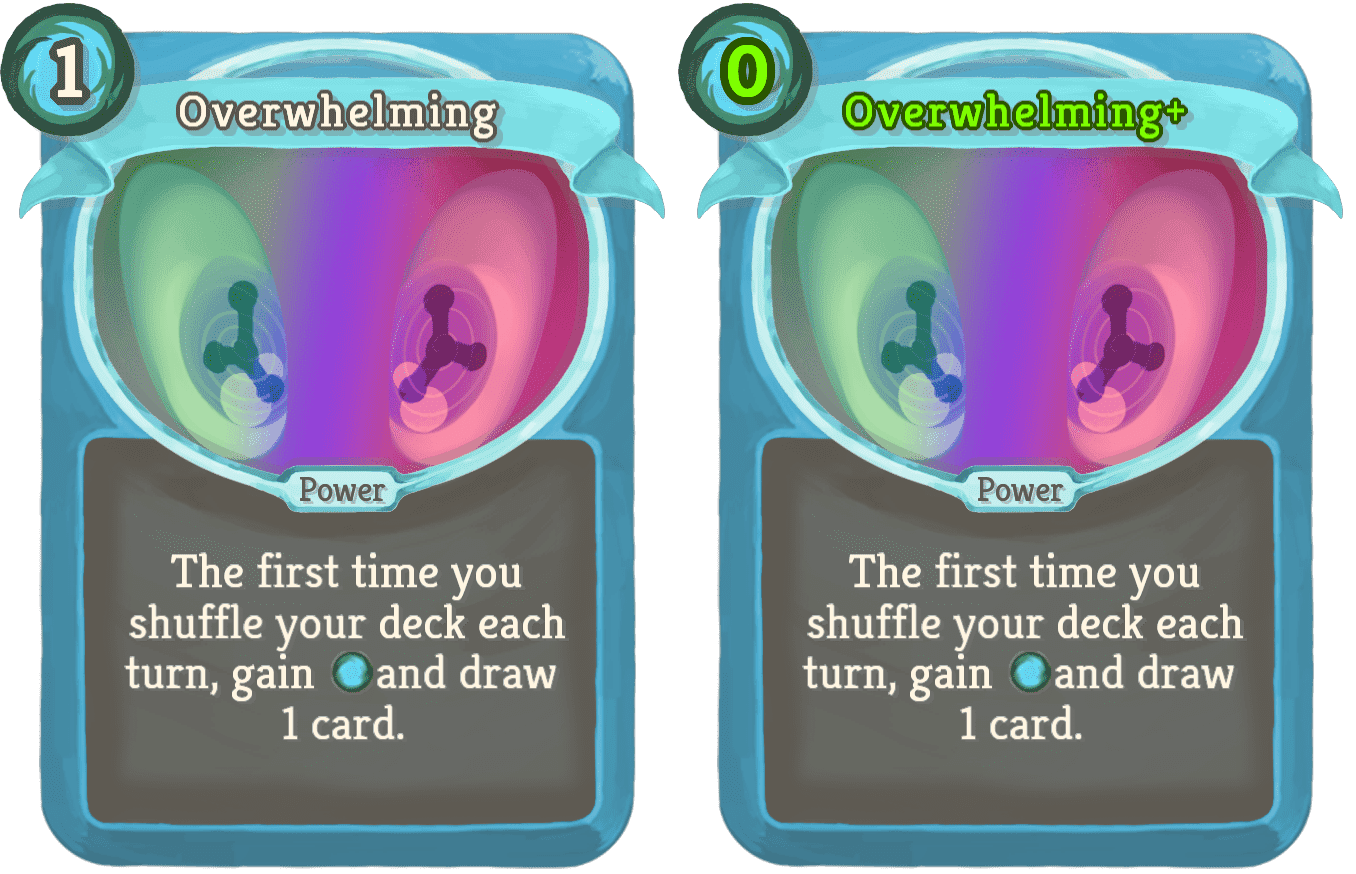 1
Overwhelming
Power
The first time you
shuffle your deck each
turn, gain and draw
1 card.
0
Overwhelming+
Power
The first time you
shuffle your deck each
turn, gain and draw
1 card.